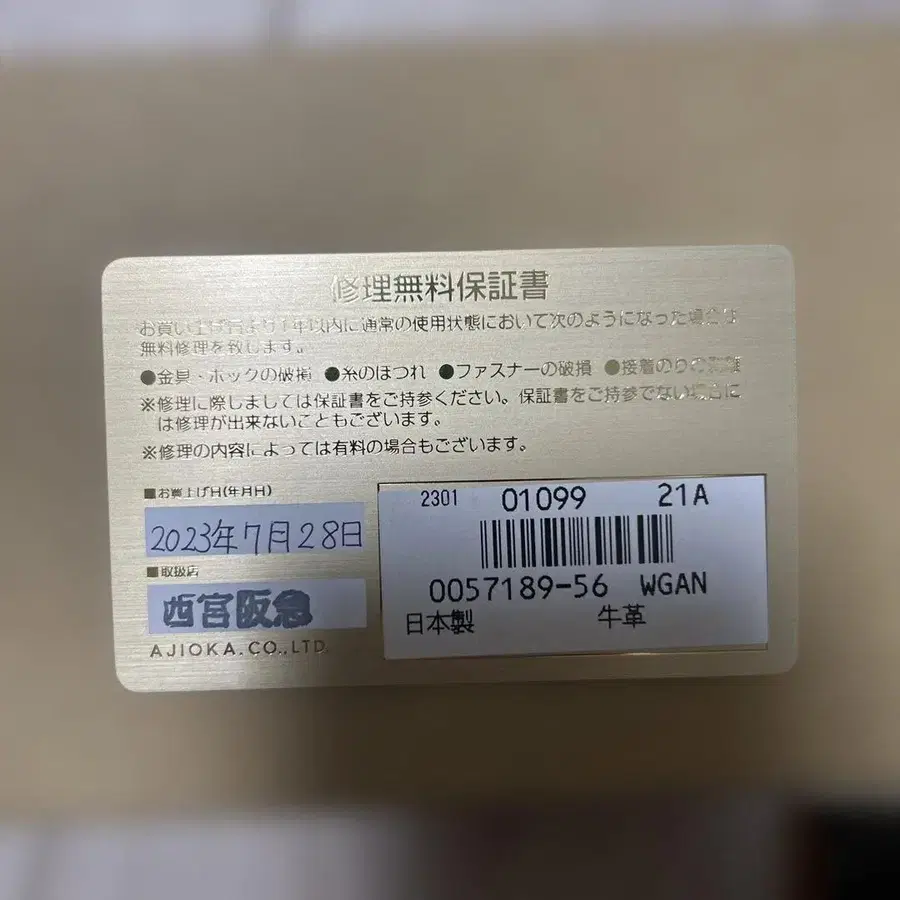 修理無料保証書
お買い上げ日より1年以内に通常の使用状態において次のようになった場合は
無料修理を致します。
●金具・ホックの破損 ●糸のほつれ ●ファスナーの破損 ●接着のりの剥離
※修理に際しましては保証書をご持参ください。保証書をご持参でない場合に
は修理が出来ないこともございます。
※修理の内容によっては有料の場合もございます。
■お買上げ日(年月日)
2023年7月28日
■取扱店
西宮阪急
AJIOKA.CO.,LTD.
2301 01099 21A
0057189-56 WGAN
日本製 牛革